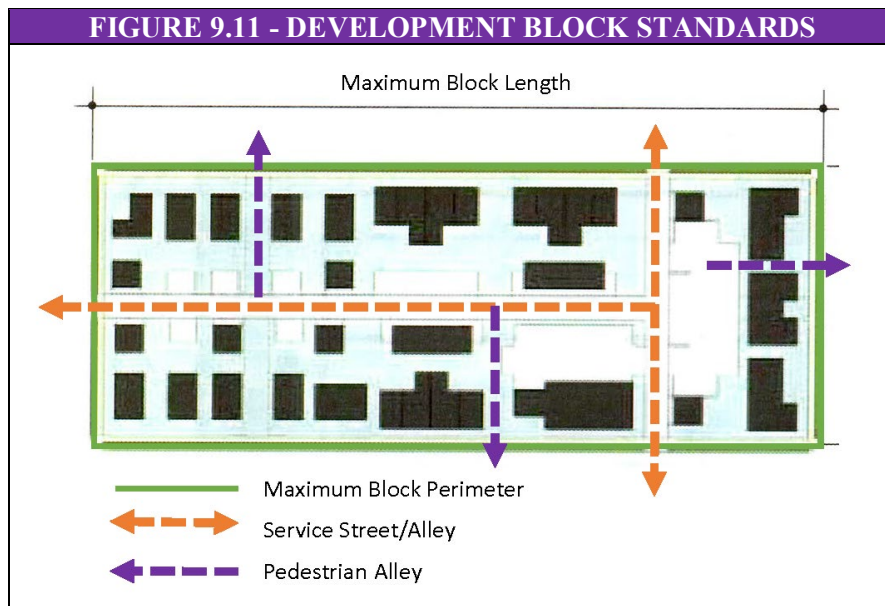 FIGURE 9.11 - DEVELOPMENT BLOCK STANDARDS
Maximum Block Length
Maximum Block Perimeter
Service Street/Alley
Pedestrian Alley